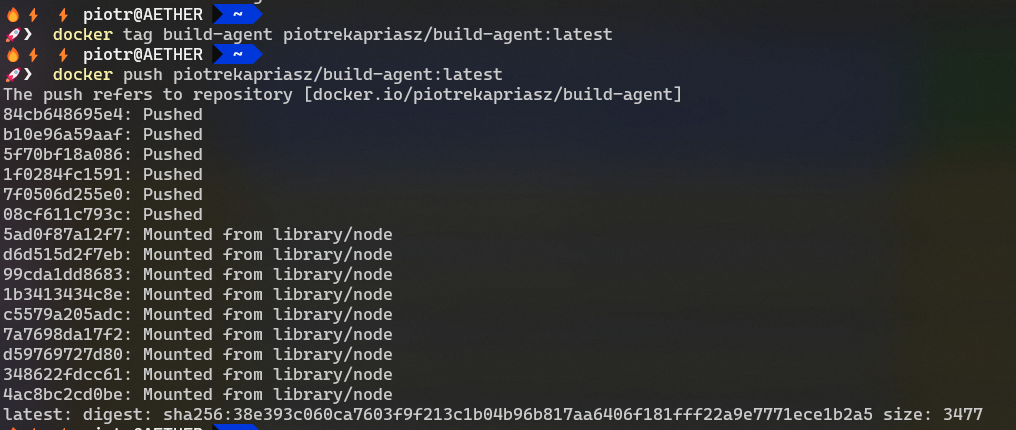 🔥⚡ ⚡ piotr@AETHER ~
🚀❯ docker tag build-agent piotrekapriasz/build-agent:latest
🔥⚡ ⚡ piotr@AETHER ~
🚀❯ docker push piotrekapriasz/build-agent:latest
The push refers to repository [docker.io/piotrekapriasz/build-agent]
84cb648695e4: Pushed
b10e96a59aaf: Pushed
5f70bf18a086: Pushed
1f0284fc1591: Pushed
7f0506d255e0: Pushed
08cf611c793c: Pushed
5ad0f87a12f7: Mounted from library/node
d6d515d2f7eb: Mounted from library/node
99cda1dd8683: Mounted from library/node
1b3413434c8e: Mounted from library/node
c5579a205adc: Mounted from library/node
7a7698da17f2: Mounted from library/node
d59769727d80: Mounted from library/node
348622fdcc61: Mounted from library/node
4ac8bc2cd0be: Mounted from library/node
latest: digest: sha256:38e393c060ca7603f9f213c1b04b96b817aa6406f181fff22a9e7771ece1b2a5 size: 3477
🔥⚡ ⚡ piotr@AETHER ~